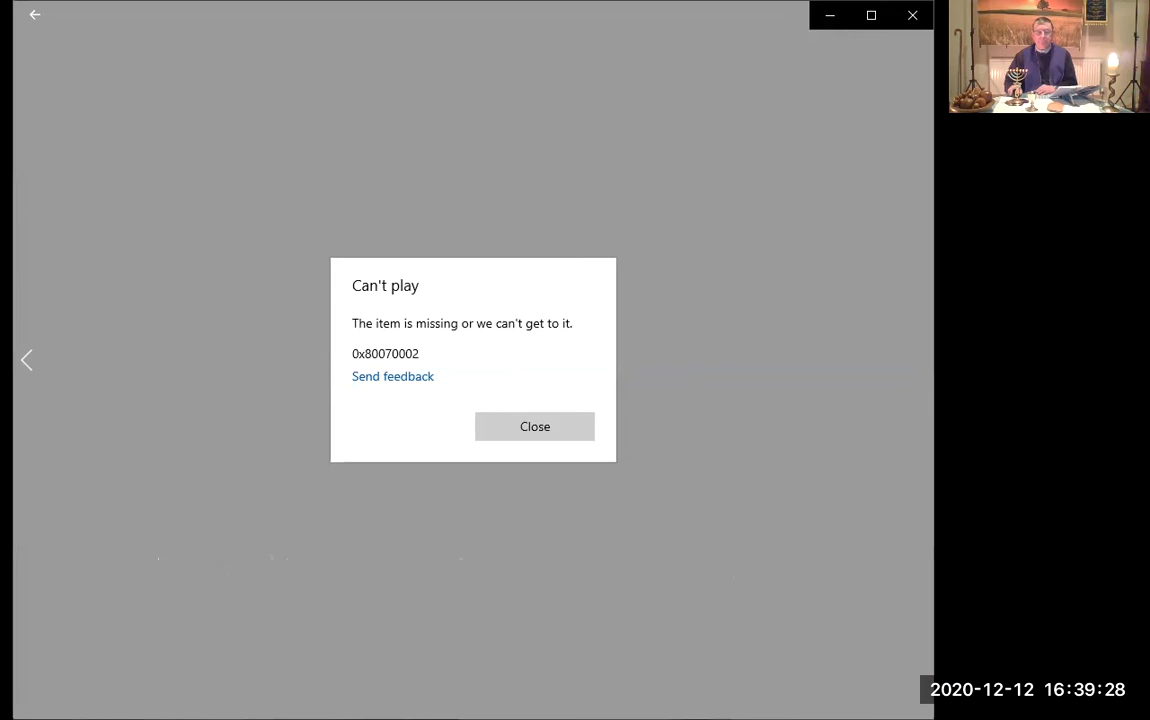 Can't play
The item is missing or we can't get to it.
0x80070002
Send feedback
Close
2020-12-12 16:39:28